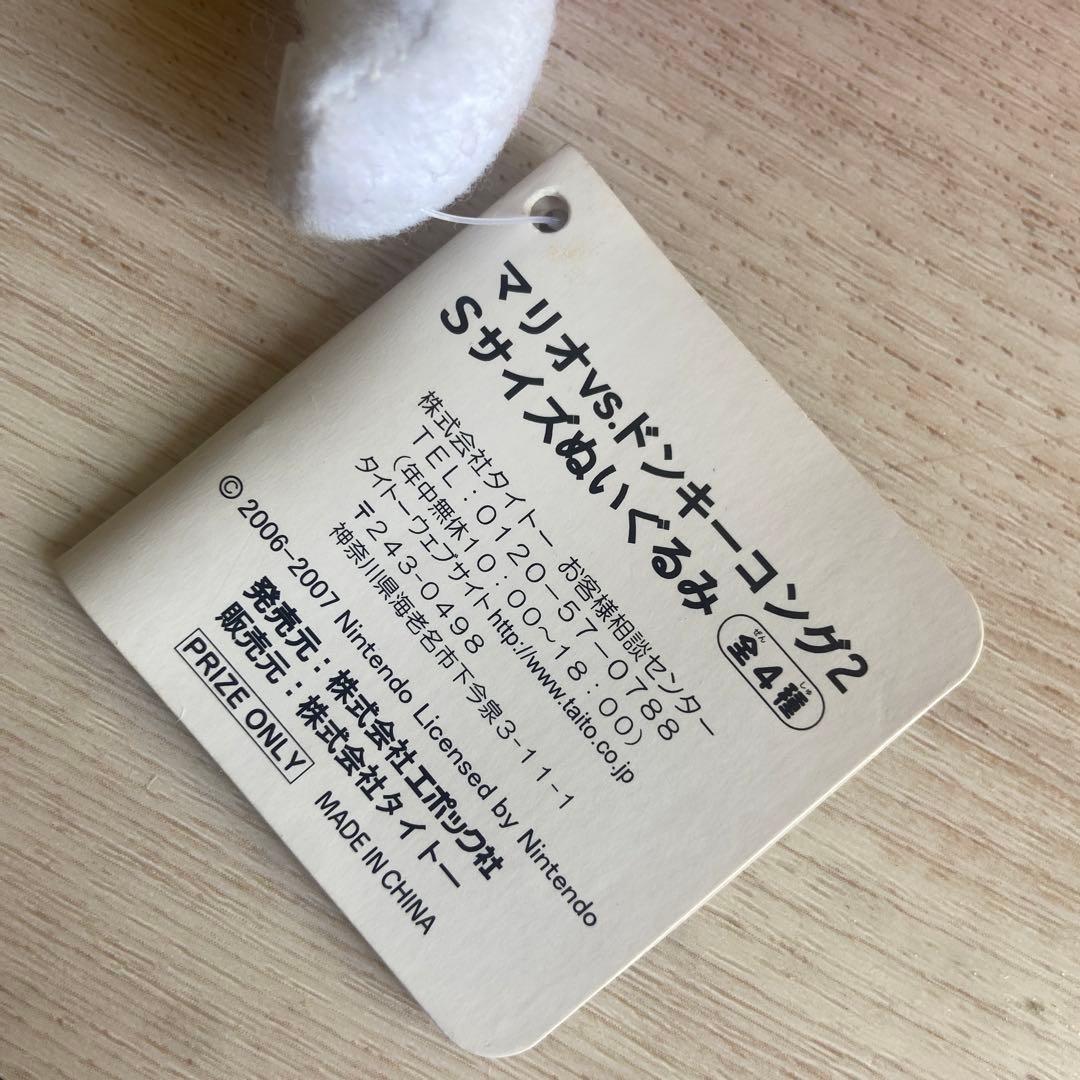 マリオvs.ドンキーコング2
Sサイズぬいぐるみ 全4種
ぜん しゅ
株式会社タイトー お客様相談センター
TEL:0120-57-0788
(年中無休10:00~18:00)
タイトーウェブサイトhttp://www.taito.co.jp
〒243-0498
神奈川県海老名市下今泉3-11-1
© 2006-2007 Nintendo Licensed by Nintendo
発売元:株式会社エポック社
販売元:株式会社タイトー
PRIZE ONLY MADE IN CHINA